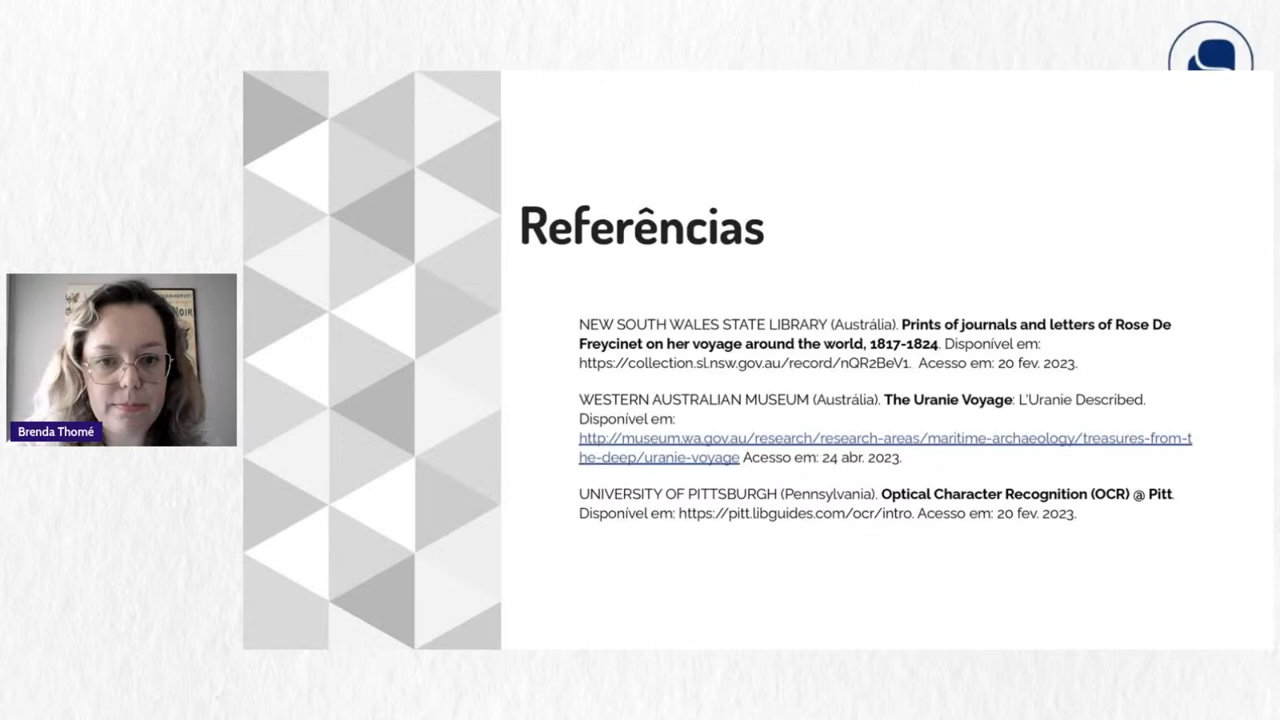 Referências
NEW SOUTH WALES STATE LIBRARY (Austrália). Prints of journals and letters of Rose De
Freycinet on her voyage around the world, 1817-1824. Disponível em:
https://collection.sl.nsw.gov.au/record/nQR2BeV1. Acesso em: 20 fev. 2023.
WESTERN AUSTRALIAN MUSEUM (Austrália). The Uranie Voyage: L'Uranie Described.
Disponível em:
http://museum.wa.gov.au/research/research-areas/maritime-archaeology/treasures-from-t
he-deep/uranie-voyage Acesso em: 24 abr. 2023.
UNIVERSITY OF PITTSBURGH (Pennsylvania). Optical Character Recognition (OCR) @ Pitt.
Disponível em: https://pitt.libguides.com/ocr/intro. Acesso em: 20 fev. 2023.
Brenda Thomé